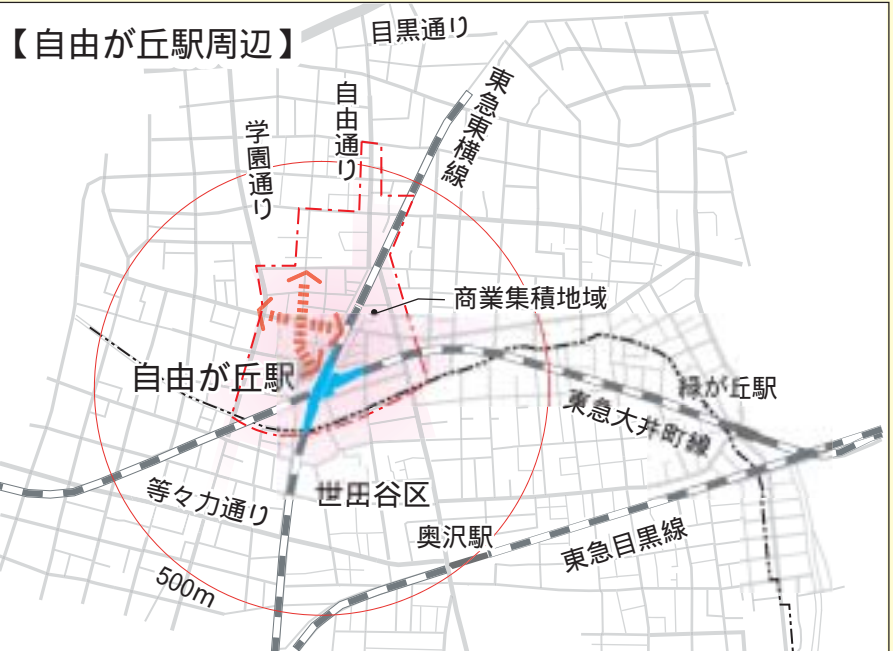 【自由が丘駅周辺】
目黒通り
自由通り
学園通り
東急東横線
商業集積地域
自由が丘駅
緑が丘駅
東急大井町線
等々力通り
世田谷区
奥沢駅
東急目黒線
500m